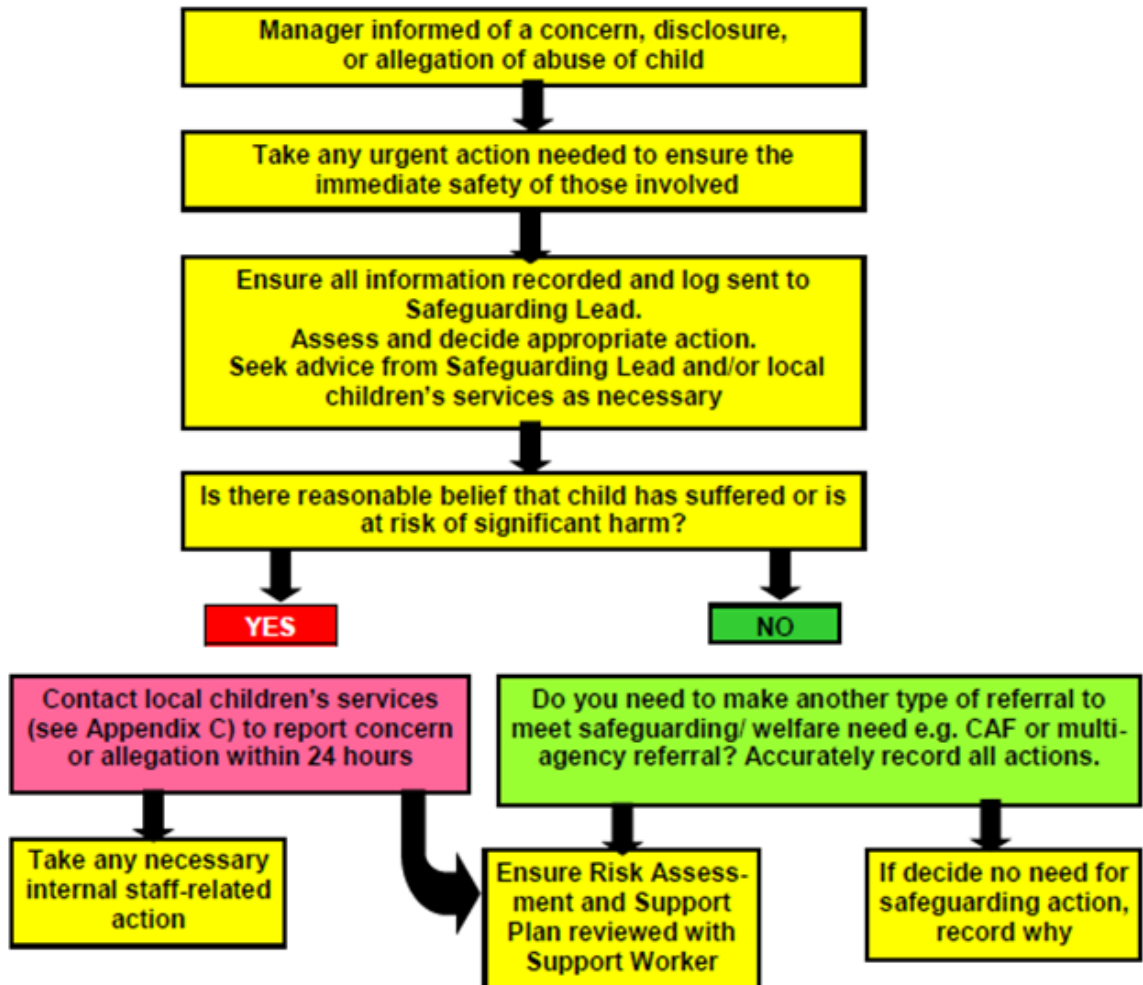 Manager informed of a concern, disclosure,
or allegation of abuse of child
Take any urgent action needed to ensure the
immediate safety of those involved
Ensure all information recorded and log sent to
Safeguarding Lead.
Assess and decide appropriate action.
Seek advice from Safeguarding Lead and/or local
children's services as necessary
Is there reasonable belief that child has suffered or is
at risk of significant harm?
YES
NO
Contact local children's services
(see Appendix C) to report concern
or allegation within 24 hours
Do you need to make another type of referral to
meet safeguarding/ welfare need e.g. CAF or multi-
agency referral? Accurately record all actions.
Take any necessary
internal staff-related
action
Ensure Risk Assess-
ment and Support
Plan reviewed with
Support Worker
If decide no need for
safeguarding action,
record why